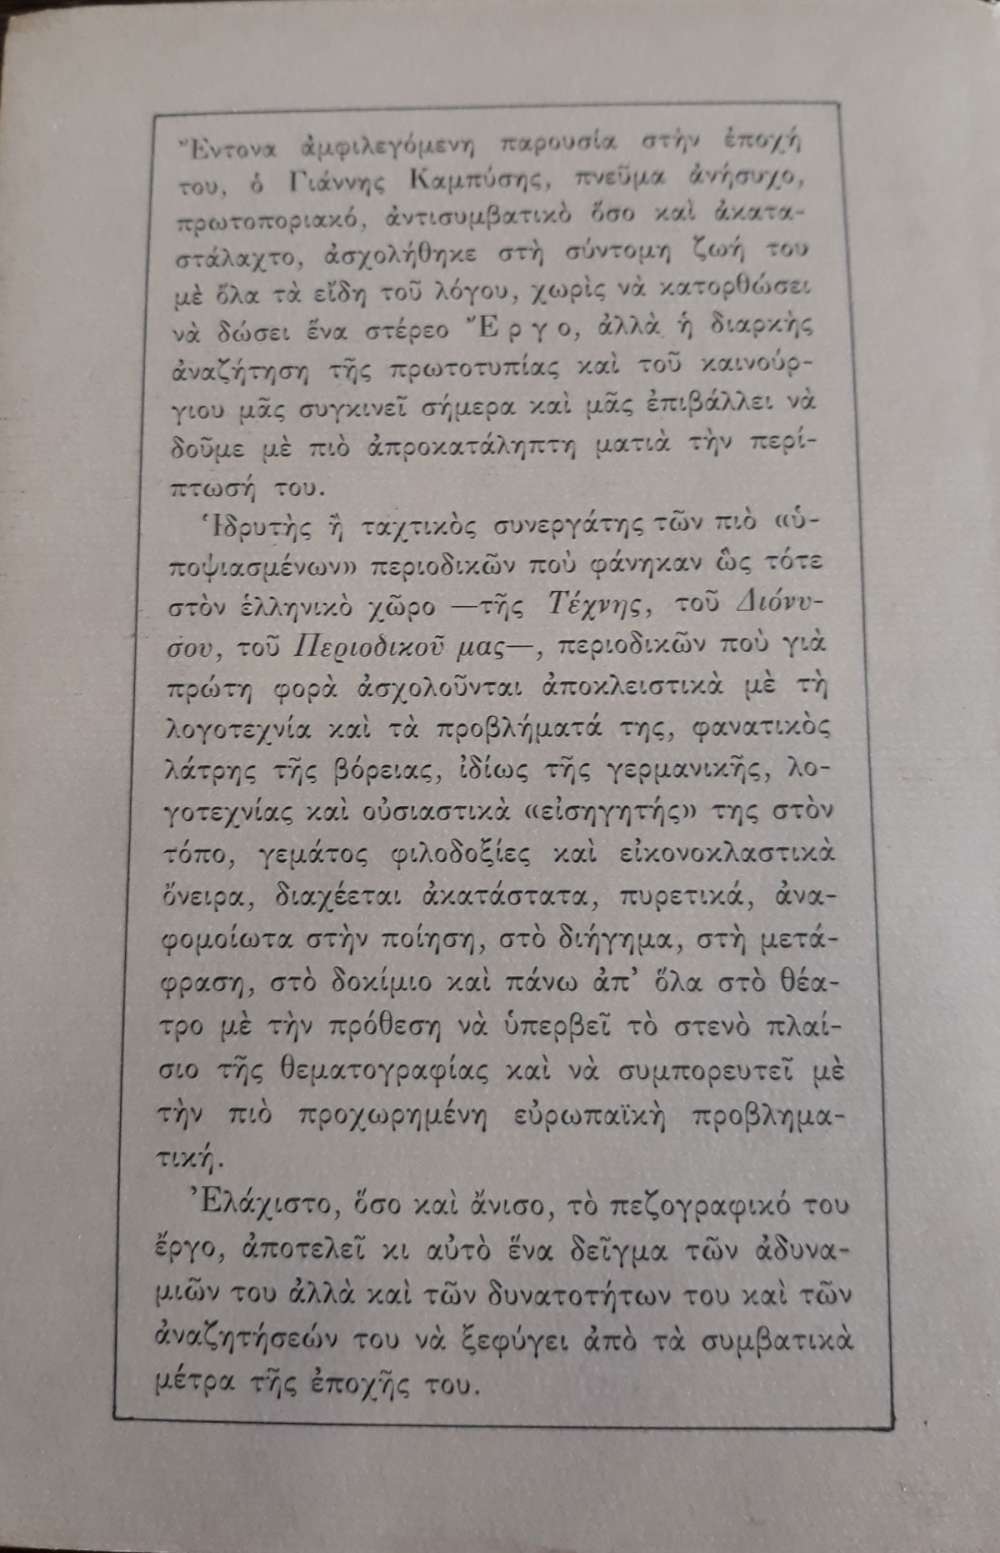 Ἔντονα ἀμφιλεγόμενη παρουσία στὴν ἐποχή
του, ὁ Γιάννης Καμπύσης, πνεῦμα ἀνήσυχο,
πρωτοποριακό, ἀντισυμβατικὸ ὅσο καὶ ἀκατα-
στάλαχτο, ἀσχολήθηκε στὴ σύντομη ζωή του
μὲ ὅλα τὰ εἴδη τοῦ λόγου, χωρὶς νὰ κατορθώσει
νὰ δώσει ἕνα στέρεο Ἔ ρ γ ο, ἀλλὰ ἡ διαρκὴς
ἀναζήτηση τῆς πρωτοτυπίας καὶ τοῦ καινούρ-
γιου μᾶς συγκινεῖ σήμερα καὶ μᾶς ἐπιβάλλει νὰ
δοῦμε μὲ πιὸ ἀπροκατάληπτη ματιὰ τὴν περί-
πτωσή του.
Ἱδρυτὴς ἢ ταχτικὸς συνεργάτης τῶν πιὸ «ὑ-
ποψιασμένων» περιοδικῶν ποὺ φάνηκαν ὣς τότε
στὸν ἑλληνικὸ χῶρο —τῆς Τέχνης, τοῦ Διόνυ-
σου, τοῦ Περιοδικοῦ μας—, περιοδικῶν ποὺ γιὰ
πρώτη φορὰ ἀσχολοῦνται ἀποκλειστικὰ μὲ τὴ
λογοτεχνία καὶ τὰ προβλήματά της, φανατικὸς
λάτρης τῆς βόρειας, ἰδίως τῆς γερμανικῆς, λο-
γοτεχνίας καὶ οὐσιαστικὰ «εἰσηγητής» της στὸν
τόπο, γεμάτος φιλοδοξίες καὶ εἰκονοκλαστικὰ
ὄνειρα, διαχέεται ἀκατάστατα, πυρετικά, ἀνα-
φομοίωτα στὴν ποίηση, στὸ διήγημα, στὴ μετά-
φραση, στὸ δοκίμιο καὶ πάνω ἀπ’ ὅλα στὸ θέα-
τρο μὲ τὴν πρόθεση νὰ ὑπερβεῖ τὸ στενὸ πλαί-
σιο τῆς θεματογραφίας καὶ νὰ συμπορευτεῖ μὲ
τὴν πιὸ προχωρημένη εὐρωπαϊκὴ προβλημα-
τική.
Ἐλάχιστο, ὅσο καὶ ἄνισο, τὸ πεζογραφικό του
ἔργο, ἀποτελεῖ κι αὐτὸ ἕνα δεῖγμα τῶν ἀδυνα-
μιῶν του ἀλλὰ καὶ τῶν δυνατοτήτων του καὶ τῶν
ἀναζητήσεών του νὰ ξεφύγει ἀπὸ τὰ συμβατικὰ
μέτρα τῆς ἐποχῆς του.